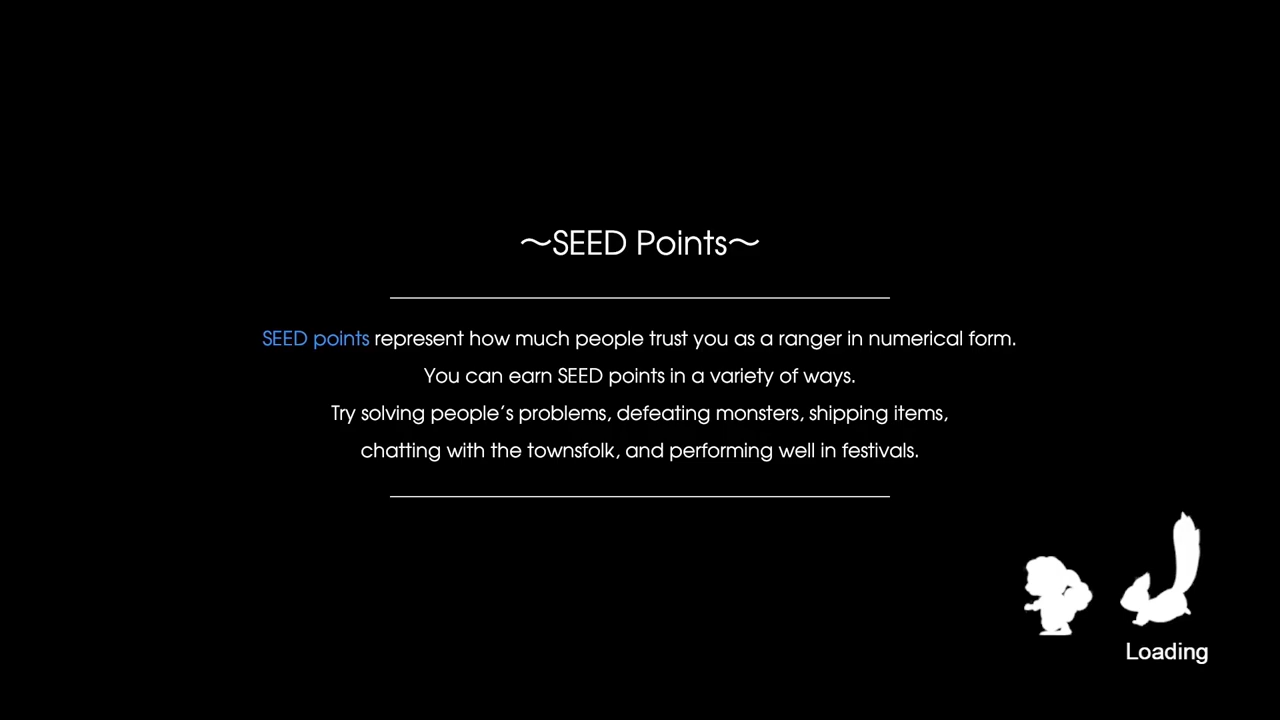 ～SEED Points～
SEED points represent how much people trust you as a ranger in numerical form.
You can earn SEED points in a variety of ways.
Try solving people's problems, defeating monsters, shipping items,
chatting with the townsfolk, and performing well in festivals.
Loading